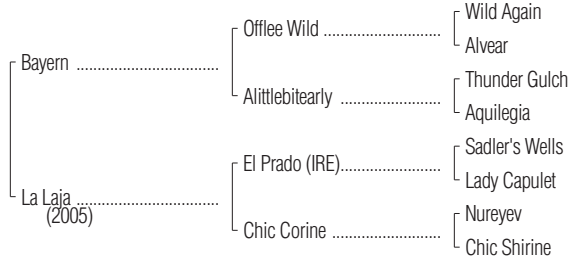 Wild Again
Offlee Wild ............................
Alvear
Bayern ..................................
Thunder Gulch
Alittlebitearly ........................
Aquilegia
Sadler's Wells
El Prado (IRE)........................
Lady Capulet
La Laja ..................................
(2005)
Nureyev
Chic Corine ..........................
Chic Shirine